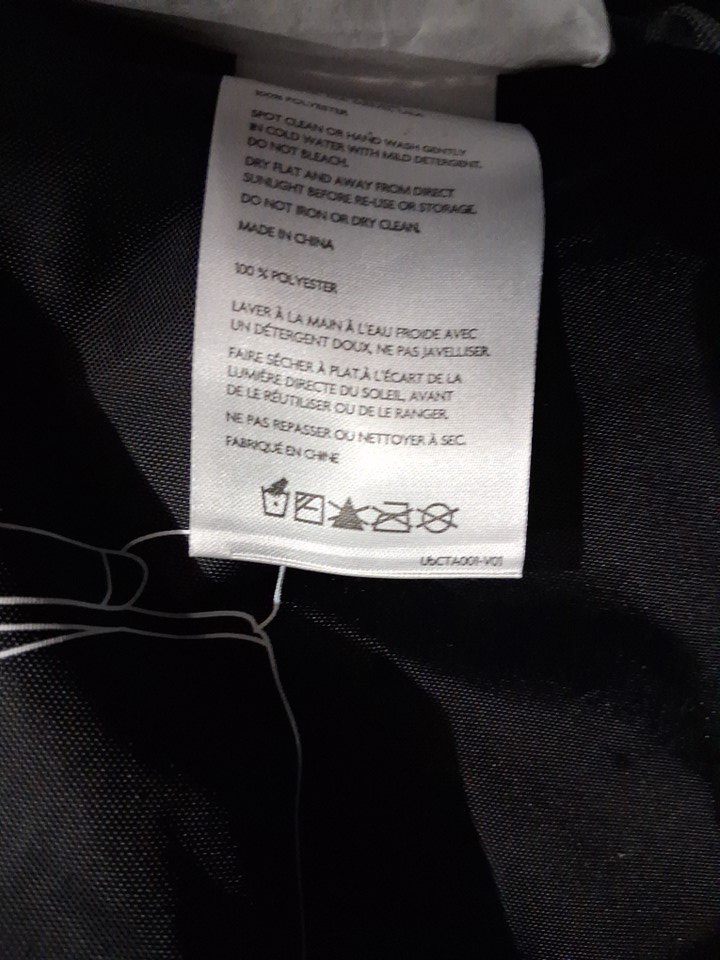 100% POLYESTER
SPOT CLEAN OR HAND WASH GENTLY
IN COLD WATER WITH MILD DETERGENT.
DO NOT BLEACH.
DRY FLAT AND AWAY FROM DIRECT
SUNLIGHT BEFORE RE-USE OR STORAGE.
DO NOT IRON OR DRY CLEAN.
MADE IN CHINA
100 % POLYESTER
LAVER À LA MAIN À L'EAU FROIDE AVEC
UN DÉTERGENT DOUX, NE PAS JAVELLISER.
FAIRE SÉCHER À PLAT,À L'ÉCART DE LA
LUMIÈRE DIRECTE DU SOLEIL, AVANT
DE LE RÉUTILISER OU DE LE RANGER.
NE PAS REPASSER OU NETTOYER À SEC.
FABRIQUÉ EN CHINE
UbCTA001-V01